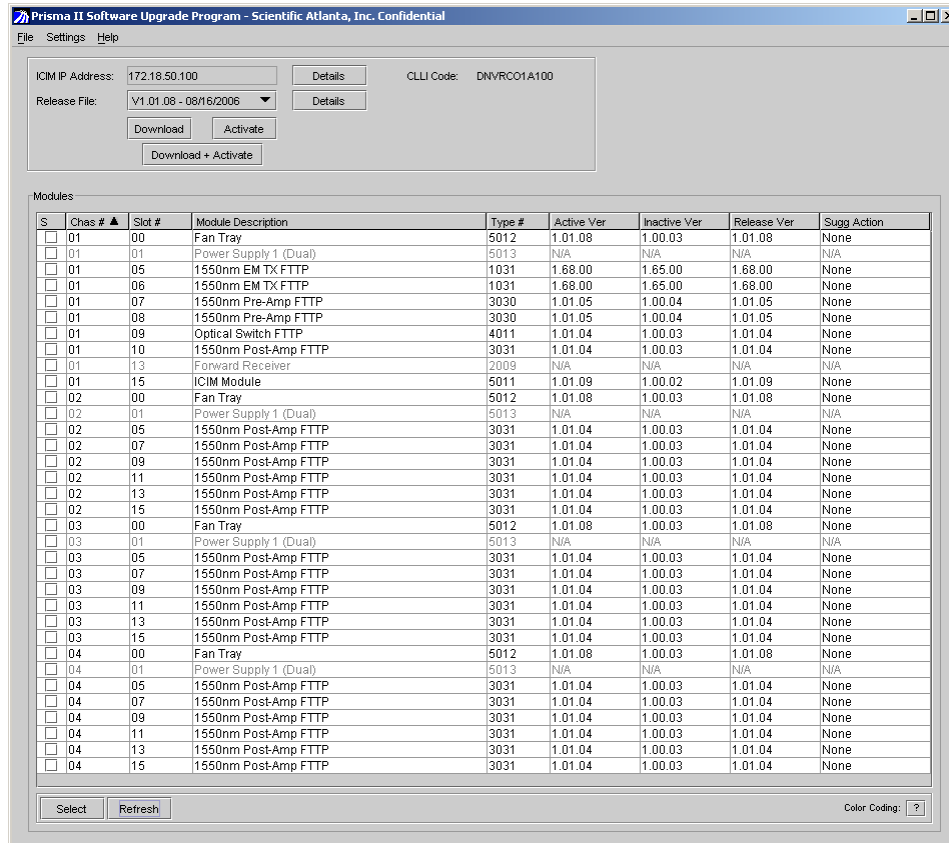 Prisma II Software Upgrade Program - Scientific Atlanta, Inc. Confidential
File Settings Help
ICIM IP Address: 172.18.50.100 Details CLLI Code: DNVRCO1A100
Release File: V1.01.08 - 08/16/2006 Details
Download Activate
Download + Activate
Modules
S Chas # Slot # Module Description Type # Active Ver Inactive Ver Release Ver Sugg Action
01 00 Fan Tray 5012 1.01.08 1.00.03 1.01.08 None
01 01 Power Supply 1 (Dual) 5013 N/A N/A N/A N/A
01 05 1550nm EM TX FTTP 1031 1.68.00 1.65.00 1.68.00 None
01 06 1550nm EM TX FTTP 1031 1.68.00 1.65.00 1.68.00 None
01 07 1550nm Pre-Amp FTTP 3030 1.01.05 1.00.04 1.01.05 None
01 08 1550nm Pre-Amp FTTP 3030 1.01.05 1.00.04 1.01.05 None
01 09 Optical Switch FTTP 4011 1.01.04 1.00.03 1.01.04 None
01 10 1550nm Post-Amp FTTP 3031 1.01.04 1.00.03 1.01.04 None
01 13 Forward Receiver 2009 N/A N/A N/A N/A
01 15 ICIM Module 5011 1.01.09 1.00.02 1.01.09 None
02 00 Fan Tray 5012 1.01.08 1.00.03 1.01.08 None
02 01 Power Supply 1 (Dual) 5013 N/A N/A N/A N/A
02 05 1550nm Post-Amp FTTP 3031 1.01.04 1.00.03 1.01.04 None
02 07 1550nm Post-Amp FTTP 3031 1.01.04 1.00.03 1.01.04 None
02 09 1550nm Post-Amp FTTP 3031 1.01.04 1.00.03 1.01.04 None
02 11 1550nm Post-Amp FTTP 3031 1.01.04 1.00.03 1.01.04 None
02 13 1550nm Post-Amp FTTP 3031 1.01.04 1.00.03 1.01.04 None
02 15 1550nm Post-Amp FTTP 3031 1.01.04 1.00.03 1.01.04 None
03 00 Fan Tray 5012 1.01.08 1.00.03 1.01.08 None
03 01 Power Supply 1 (Dual) 5013 N/A N/A N/A N/A
03 05 1550nm Post-Amp FTTP 3031 1.01.04 1.00.03 1.01.04 None
03 07 1550nm Post-Amp FTTP 3031 1.01.04 1.00.03 1.01.04 None
03 09 1550nm Post-Amp FTTP 3031 1.01.04 1.00.03 1.01.04 None
03 11 1550nm Post-Amp FTTP 3031 1.01.04 1.00.03 1.01.04 None
03 13 1550nm Post-Amp FTTP 3031 1.01.04 1.00.03 1.01.04 None
03 15 1550nm Post-Amp FTTP 3031 1.01.04 1.00.03 1.01.04 None
04 00 Fan Tray 5012 1.01.08 1.00.03 1.01.08 None
04 01 Power Supply 1 (Dual) 5013 N/A N/A N/A N/A
04 05 1550nm Post-Amp FTTP 3031 1.01.04 1.00.03 1.01.04 None
04 07 1550nm Post-Amp FTTP 3031 1.01.04 1.00.03 1.01.04 None
04 09 1550nm Post-Amp FTTP 3031 1.01.04 1.00.03 1.01.04 None
04 11 1550nm Post-Amp FTTP 3031 1.01.04 1.00.03 1.01.04 None
04 13 1550nm Post-Amp FTTP 3031 1.01.04 1.00.03 1.01.04 None
04 15 1550nm Post-Amp FTTP 3031 1.01.04 1.00.03 1.01.04 None
Select Refresh Color Coding: ?